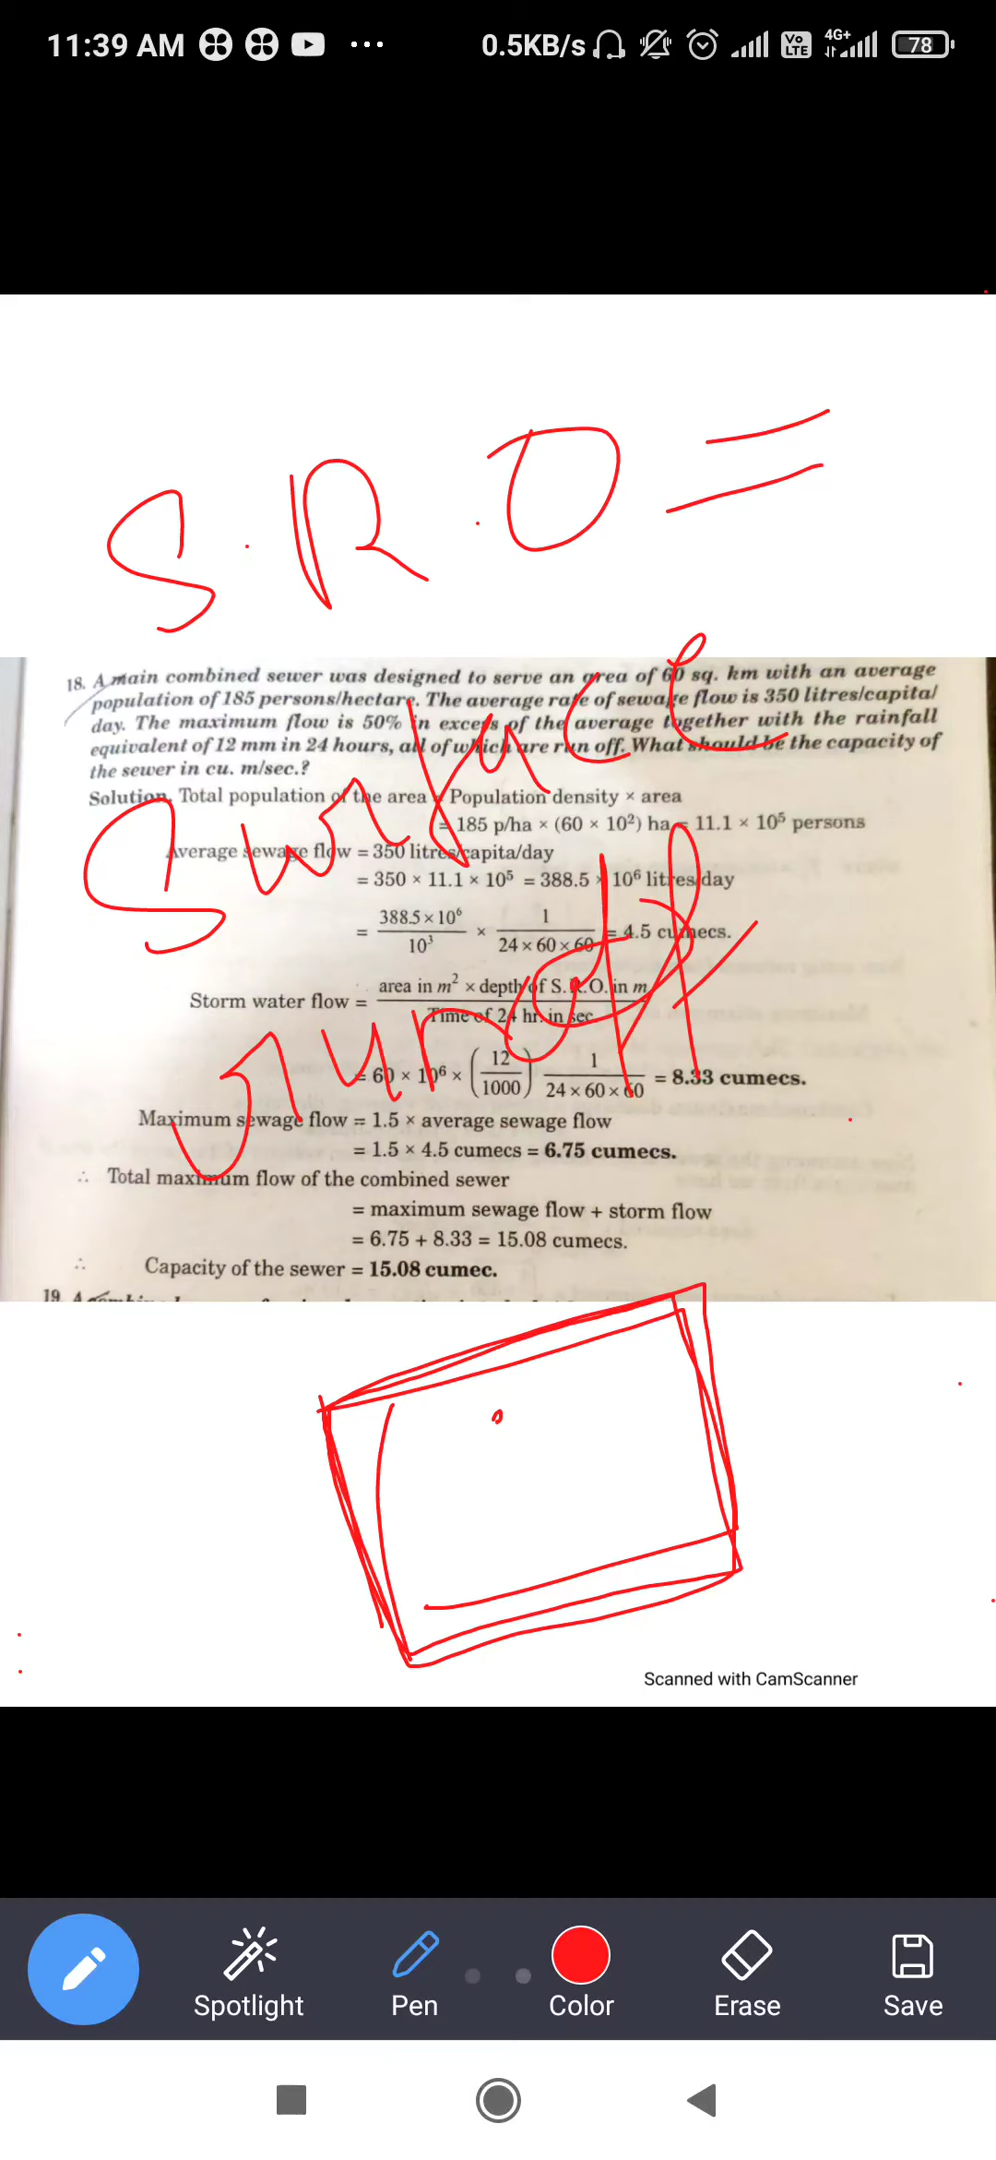 11:39 AM ... 0.5KB/s Vo LTE 4G+ 78
S.R.O =
18. A main combined sewer was designed to serve an area of 60 sq. km with an average
population of 185 persons/hectare. The average rate of sewage flow is 350 litres/capita/
day. The maximum flow is 50% in excess of the average together with the rainfall
equivalent of 12 mm in 24 hours, all of which are run off. What should be the capacity of
the sewer in cu. m/sec.?
Solution. Total population of the area = Population density × area
= 185 p/ha × (60 × 10²) ha = 11.1 × 10⁵ persons
Average sewage flow = 350 litres/capita/day
= 350 × 11.1 × 10⁵ = 388.5 × 10⁶ litres/day
= 388.5 × 10⁶ / 10³ × 1 / 24 × 60 × 60 = 4.5 cumecs.
Storm water flow = area in m² × depth of S.R.O. in m / Time of 24 hr. in sec
= 60 × 10⁶ × (12 / 1000) 1 / 24 × 60 × 60 = 8.33 cumecs.
Maximum sewage flow = 1.5 × average sewage flow
= 1.5 × 4.5 cumecs = 6.75 cumecs.
∴ Total maximum flow of the combined sewer
= maximum sewage flow + storm flow
= 6.75 + 8.33 = 15.08 cumecs.
∴ Capacity of the sewer = 15.08 cumec.
19.
Surface
runoff
Scanned with CamScanner
Spotlight Pen Color Erase Save